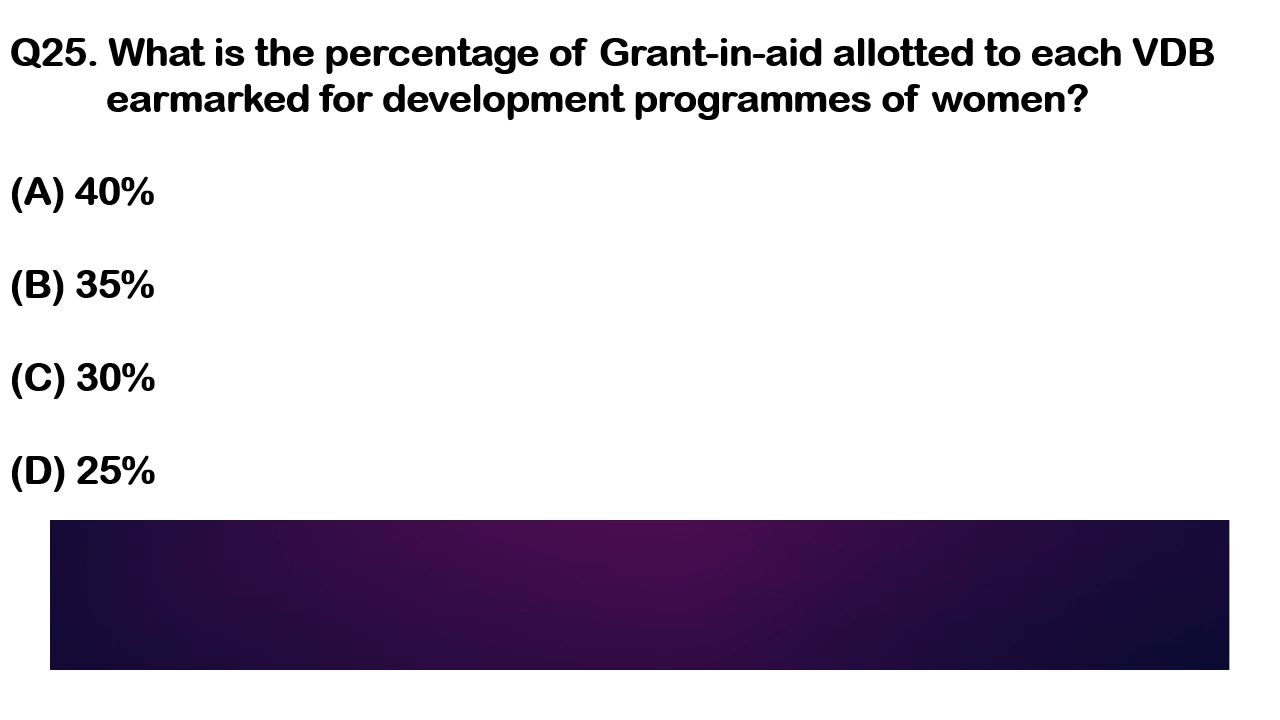 Q25. What is the percentage of Grant-in-aid allotted to each VDB
earmarked for development programmes of women?
(A) 40%
(B) 35%
(C) 30%
(D) 25%